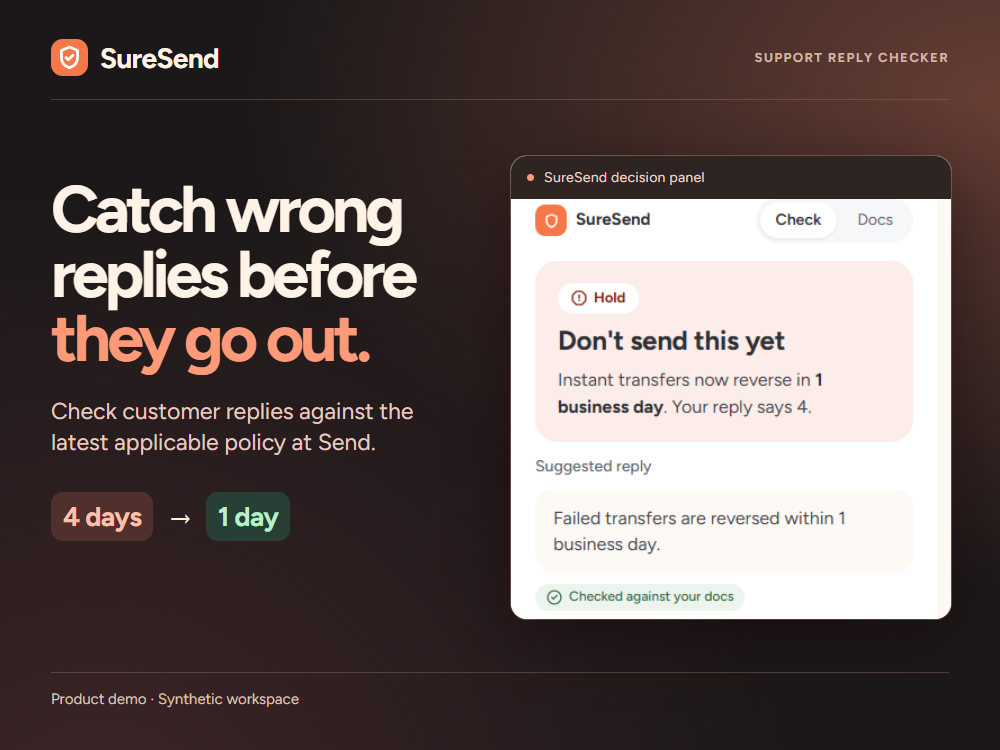 SureSend
SUPPORT REPLY CHECKER
Catch wrong
replies before
they go out.
Check customer replies against the
latest applicable policy at Send.
4 days → 1 day
SureSend decision panel
SureSend
Check
Docs
Hold
Don't send this yet
Instant transfers now reverse in 1
business day. Your reply says 4.
Suggested reply
Failed transfers are reversed within 1
business day.
Checked against your docs
Product demo · Synthetic workspace